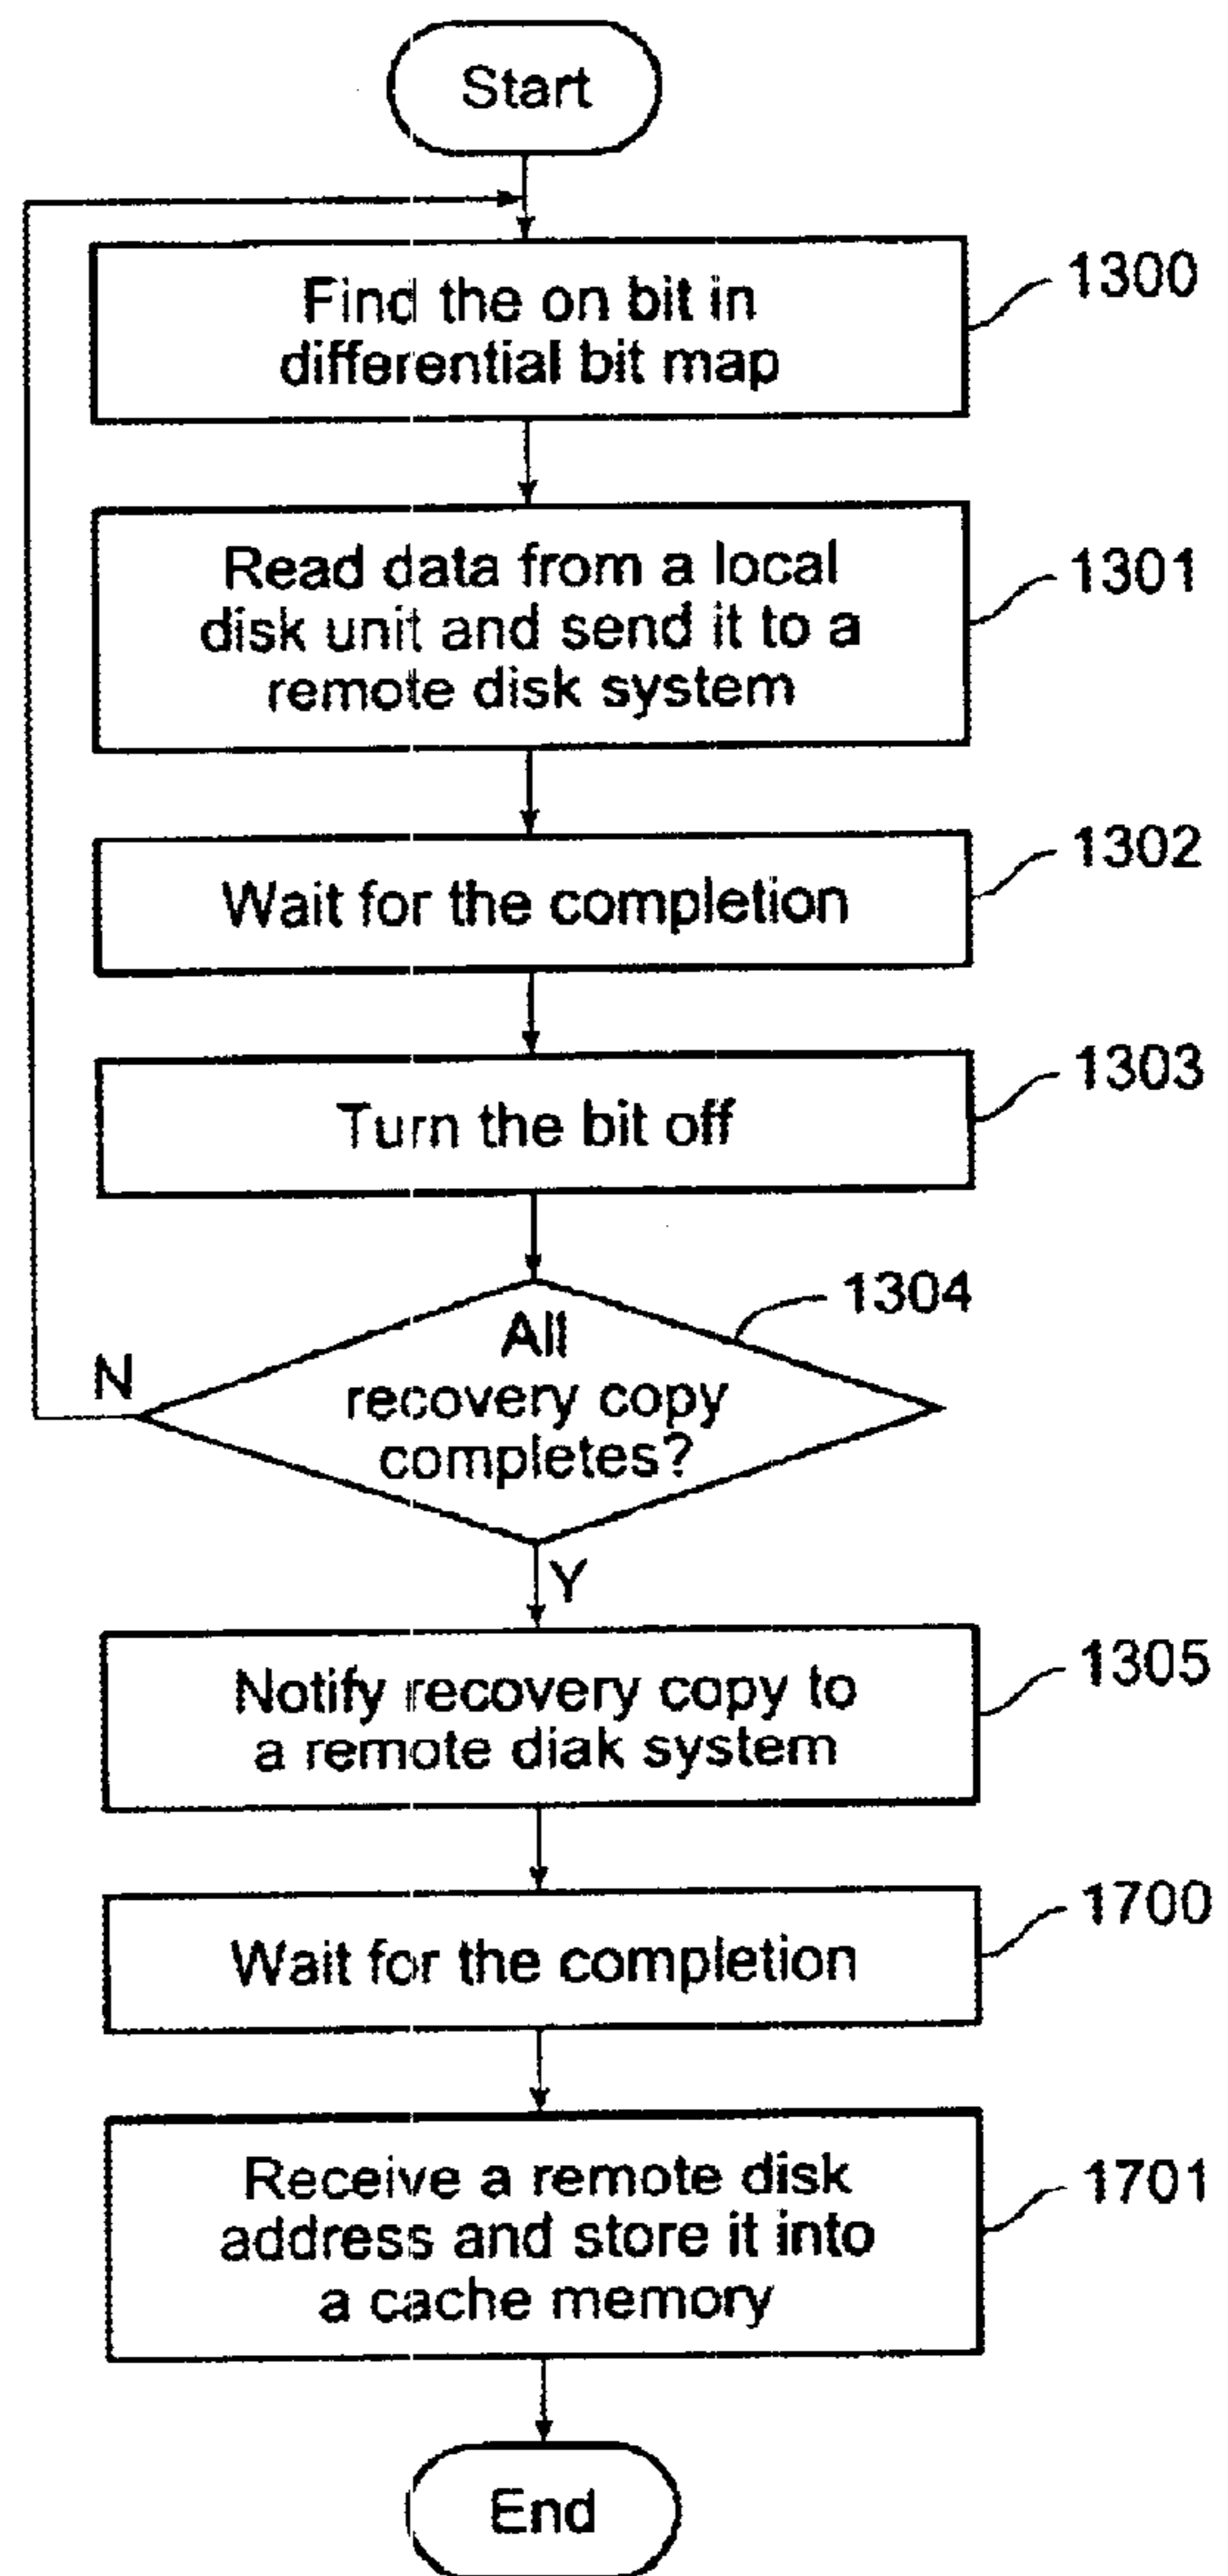 Start
Find the on bit in
differential bit map
1300
Read data from a local
disk unit and send it to a
remote disk system
1301
Wait for the completion
1302
Turn the bit off
1303
All
recovery copy
completes?
1304
N
Y
Notify recovery copy to
a remote diak system
1305
Wait for the completion
1700
Receive a remote disk
address and store it into
a cache memory
1701
End